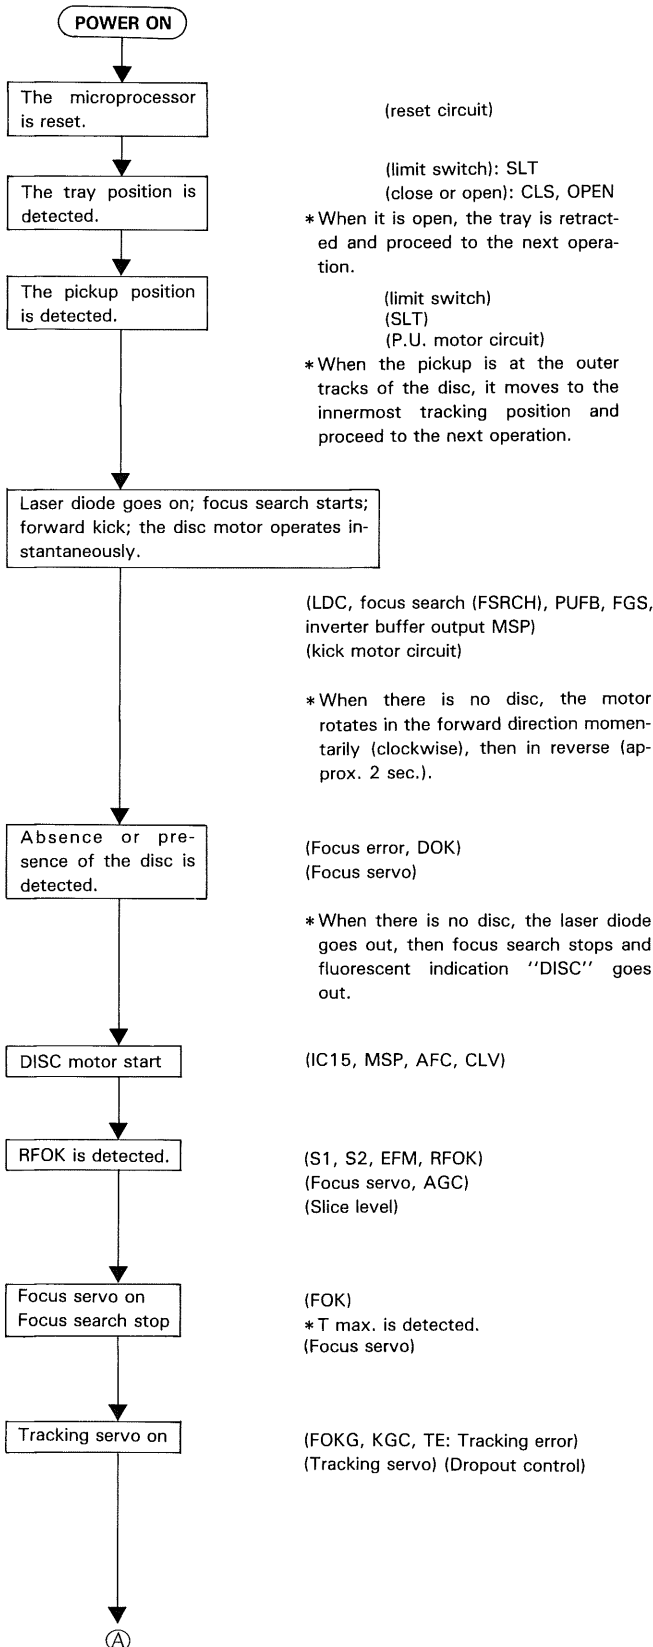 POWER ON
The microprocessor
is reset.
(reset circuit)
(limit switch): SLT
The tray position is
detected.
(close or open): CLS, OPEN
*When it is open, the tray is retract-
ed and proceed to the next opera-
tion.
The pickup position
is detected.
(limit switch)
(SLT)
(P.U. motor circuit)
*When the pickup is at the outer
tracks of the disc, it moves to the
innermost tracking position and
proceed to the next operation.
Laser diode goes on; focus search starts;
forward kick; the disc motor operates in-
stantaneously.
(LDC, focus search (FSRCH), PUFB, FGS,
inverter buffer output MSP)
(kick motor circuit)
*When there is no disc, the motor
rotates in the forward direction momen-
tarily (clockwise), then in reverse (ap-
prox. 2 sec.).
Absence or pre-
sence of the disc is
detected.
(Focus error, DOK)
(Focus servo)
*When there is no disc, the laser diode
goes out, then focus search stops and
fluorescent indication ''DISC'' goes
out.
DISC motor start
(IC15, MSP, AFC, CLV)
RFOK is detected.
(S1, S2, EFM, RFOK)
(Focus servo, AGC)
(Slice level)
Focus servo on
Focus search stop
(FOK)
*T max. is detected.
(Focus servo)
Tracking servo on
(FOKG, KGC, TE: Tracking error)
(Tracking servo) (Dropout control)
Ⓐ